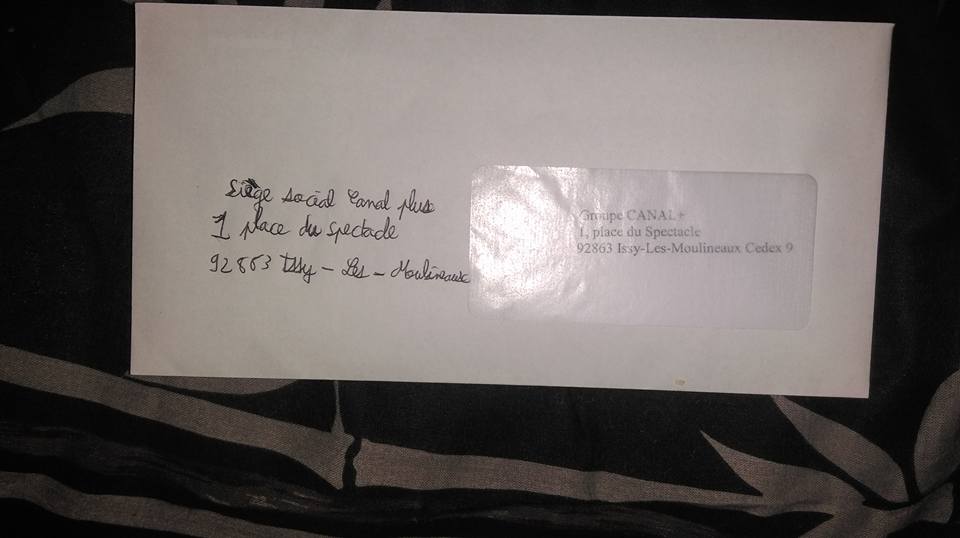 Siège social Canal plus
1 place du spectacle
92863 Issy - Les - Moulineaux
Groupe CANAL+
1, place du Spectacle
92863 Issy-Les-Moulineaux Cedex 9